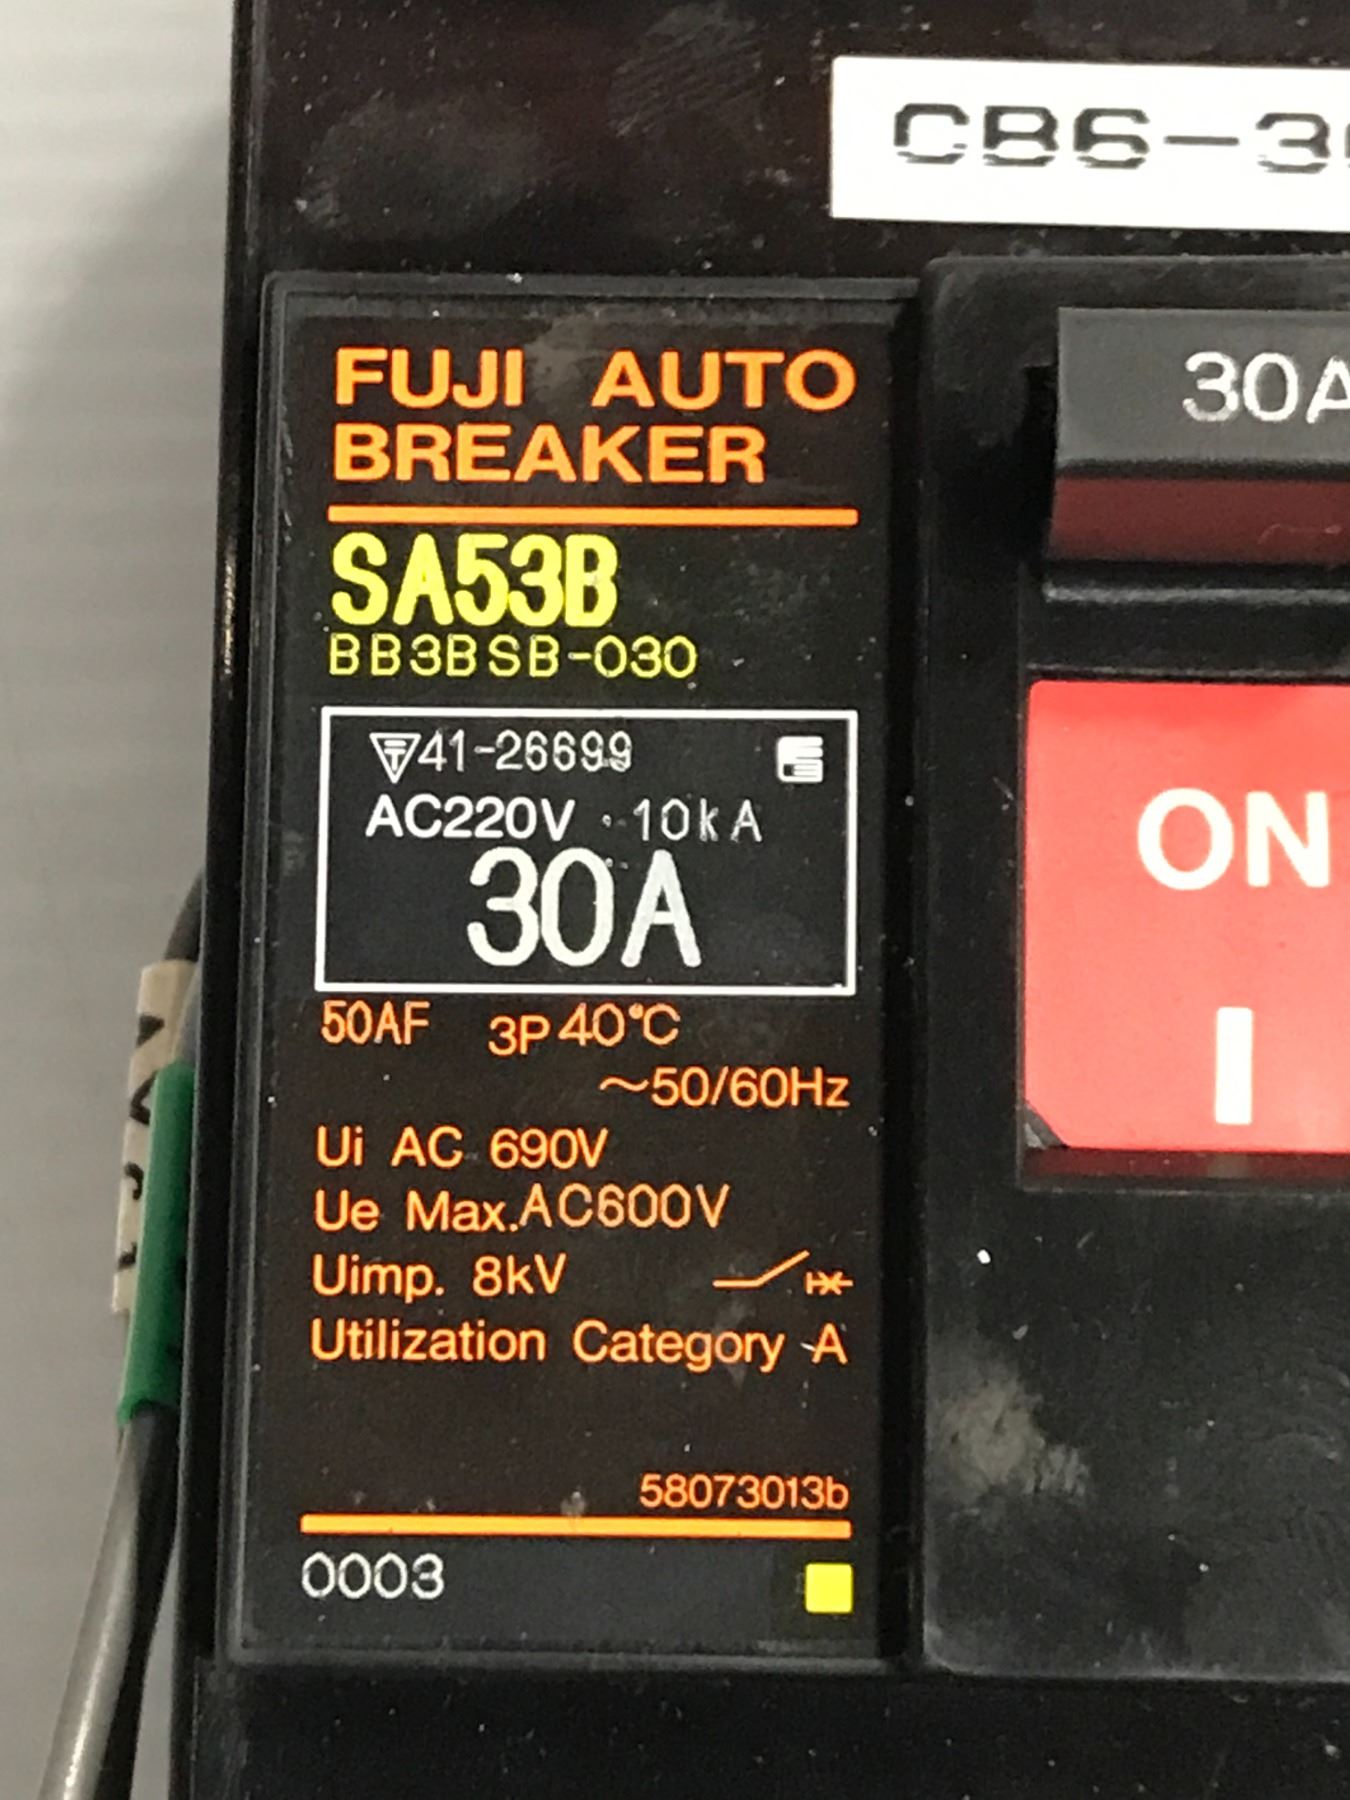 CB6-3
30A
FUJI AUTO
BREAKER
SA53B
BB3BSB-030
41-26699
AC220V 10kA
30A
50AF 3P 40°C
~50/60Hz
Ui AC 690V
Ue Max. AC600V
Uimp. 8kV
Utilization Category A
58073013b
0003
ON
I